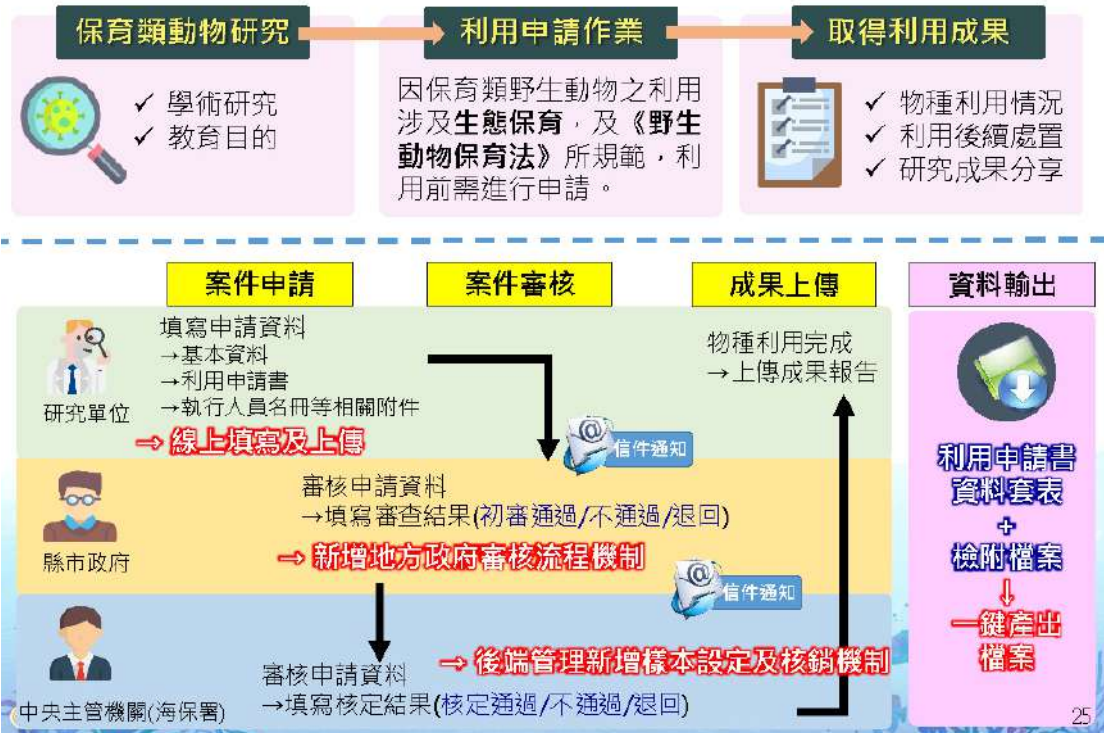 保育類動物研究
利用申請作業
取得利用成果
✓ 學術研究
✓ 教育目的
因保育類野生動物之利用
涉及生態保育，及《野生
動物保育法》所規範，利
用前需進行申請。
✓ 物種利用情況
✓ 利用後續處置
✓ 研究成果分享
案件申請
案件審核
成果上傳
資料輸出
研究單位
填寫申請資料
→基本資料
→利用申請書
→執行人員名冊等相關附件
→ 線上填寫及上傳
信件通知
物種利用完成
→上傳成果報告
縣市政府
審核申請資料
→填寫審查結果(初審通過/不通過/退回)
→ 新增地方政府審核流程機制
信件通知
中央主管機關(海保署)
→ 後端管理新增樣本設定及核銷機制
審核申請資料
→填寫核定結果(核定通過/不通過/退回)
利用申請書
資料套表
+
檢附檔案
↓
一鍵產出
檔案
25